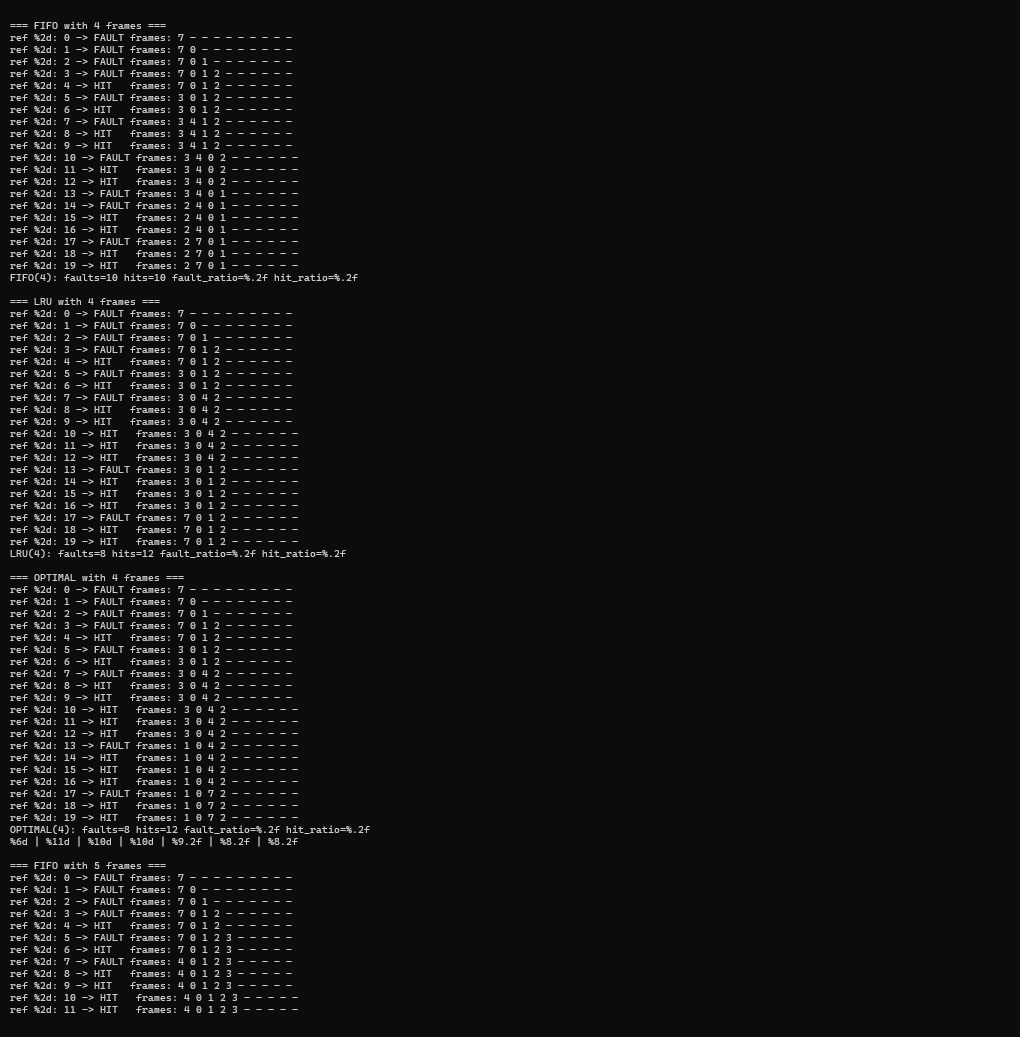 === FIFO with 4 frames ===
ref %2d: 0 -> FAULT frames: 7 - - - - - - - - -
ref %2d: 1 -> FAULT frames: 7 0 - - - - - - - -
ref %2d: 2 -> FAULT frames: 7 0 1 - - - - - - -
ref %2d: 3 -> FAULT frames: 7 0 1 2 - - - - - -
ref %2d: 4 -> HIT   frames: 7 0 1 2 - - - - - -
ref %2d: 5 -> FAULT frames: 3 0 1 2 - - - - - -
ref %2d: 6 -> HIT   frames: 3 0 1 2 - - - - - -
ref %2d: 7 -> FAULT frames: 3 4 1 2 - - - - - -
ref %2d: 8 -> HIT   frames: 3 4 1 2 - - - - - -
ref %2d: 9 -> HIT   frames: 3 4 1 2 - - - - - -
ref %2d: 10 -> FAULT frames: 3 4 0 2 - - - - - -
ref %2d: 11 -> HIT   frames: 3 4 0 2 - - - - - -
ref %2d: 12 -> HIT   frames: 3 4 0 2 - - - - - -
ref %2d: 13 -> FAULT frames: 3 4 0 1 - - - - - -
ref %2d: 14 -> FAULT frames: 2 4 0 1 - - - - - -
ref %2d: 15 -> HIT   frames: 2 4 0 1 - - - - - -
ref %2d: 16 -> HIT   frames: 2 4 0 1 - - - - - -
ref %2d: 17 -> FAULT frames: 2 7 0 1 - - - - - -
ref %2d: 18 -> HIT   frames: 2 7 0 1 - - - - - -
ref %2d: 19 -> HIT   frames: 2 7 0 1 - - - - - -
FIFO(4): faults=10 hits=10 fault_ratio=%.2f hit_ratio=%.2f

=== LRU with 4 frames ===
ref %2d: 0 -> FAULT frames: 7 - - - - - - - - -
ref %2d: 1 -> FAULT frames: 7 0 - - - - - - - -
ref %2d: 2 -> FAULT frames: 7 0 1 - - - - - - -
ref %2d: 3 -> FAULT frames: 7 0 1 2 - - - - - -
ref %2d: 4 -> HIT   frames: 7 0 1 2 - - - - - -
ref %2d: 5 -> FAULT frames: 3 0 1 2 - - - - - -
ref %2d: 6 -> HIT   frames: 3 0 1 2 - - - - - -
ref %2d: 7 -> FAULT frames: 3 0 4 2 - - - - - -
ref %2d: 8 -> HIT   frames: 3 0 4 2 - - - - - -
ref %2d: 9 -> HIT   frames: 3 0 4 2 - - - - - -
ref %2d: 10 -> HIT   frames: 3 0 4 2 - - - - - -
ref %2d: 11 -> HIT   frames: 3 0 4 2 - - - - - -
ref %2d: 12 -> HIT   frames: 3 0 4 2 - - - - - -
ref %2d: 13 -> FAULT frames: 3 0 1 2 - - - - - -
ref %2d: 14 -> HIT   frames: 3 0 1 2 - - - - - -
ref %2d: 15 -> HIT   frames: 3 0 1 2 - - - - - -
ref %2d: 16 -> HIT   frames: 3 0 1 2 - - - - - -
ref %2d: 17 -> FAULT frames: 7 0 1 2 - - - - - -
ref %2d: 18 -> HIT   frames: 7 0 1 2 - - - - - -
ref %2d: 19 -> HIT   frames: 7 0 1 2 - - - - - -
LRU(4): faults=8 hits=12 fault_ratio=%.2f hit_ratio=%.2f

=== OPTIMAL with 4 frames ===
ref %2d: 0 -> FAULT frames: 7 - - - - - - - - -
ref %2d: 1 -> FAULT frames: 7 0 - - - - - - - -
ref %2d: 2 -> FAULT frames: 7 0 1 - - - - - - -
ref %2d: 3 -> FAULT frames: 7 0 1 2 - - - - - -
ref %2d: 4 -> HIT   frames: 7 0 1 2 - - - - - -
ref %2d: 5 -> FAULT frames: 3 0 1 2 - - - - - -
ref %2d: 6 -> HIT   frames: 3 0 1 2 - - - - - -
ref %2d: 7 -> FAULT frames: 3 0 4 2 - - - - - -
ref %2d: 8 -> HIT   frames: 3 0 4 2 - - - - - -
ref %2d: 9 -> HIT   frames: 3 0 4 2 - - - - - -
ref %2d: 10 -> HIT   frames: 3 0 4 2 - - - - - -
ref %2d: 11 -> HIT   frames: 3 0 4 2 - - - - - -
ref %2d: 12 -> HIT   frames: 3 0 4 2 - - - - - -
ref %2d: 13 -> FAULT frames: 1 0 4 2 - - - - - -
ref %2d: 14 -> HIT   frames: 1 0 4 2 - - - - - -
ref %2d: 15 -> HIT   frames: 1 0 4 2 - - - - - -
ref %2d: 16 -> HIT   frames: 1 0 4 2 - - - - - -
ref %2d: 17 -> FAULT frames: 1 0 7 2 - - - - - -
ref %2d: 18 -> HIT   frames: 1 0 7 2 - - - - - -
ref %2d: 19 -> HIT   frames: 1 0 7 2 - - - - - -
OPTIMAL(4): faults=8 hits=12 fault_ratio=%.2f hit_ratio=%.2f
%6d | %11d | %10d | %10d | %9.2f | %8.2f | %8.2f

=== FIFO with 5 frames ===
ref %2d: 0 -> FAULT frames: 7 - - - - - - - - -
ref %2d: 1 -> FAULT frames: 7 0 - - - - - - - -
ref %2d: 2 -> FAULT frames: 7 0 1 - - - - - - -
ref %2d: 3 -> FAULT frames: 7 0 1 2 - - - - - -
ref %2d: 4 -> HIT   frames: 7 0 1 2 - - - - - -
ref %2d: 5 -> FAULT frames: 7 0 1 2 3 - - - - -
ref %2d: 6 -> HIT   frames: 7 0 1 2 3 - - - - -
ref %2d: 7 -> FAULT frames: 4 0 1 2 3 - - - - -
ref %2d: 8 -> HIT   frames: 4 0 1 2 3 - - - - -
ref %2d: 9 -> HIT   frames: 4 0 1 2 3 - - - - -
ref %2d: 10 -> HIT   frames: 4 0 1 2 3 - - - - -
ref %2d: 11 -> HIT   frames: 4 0 1 2 3 - - - - -